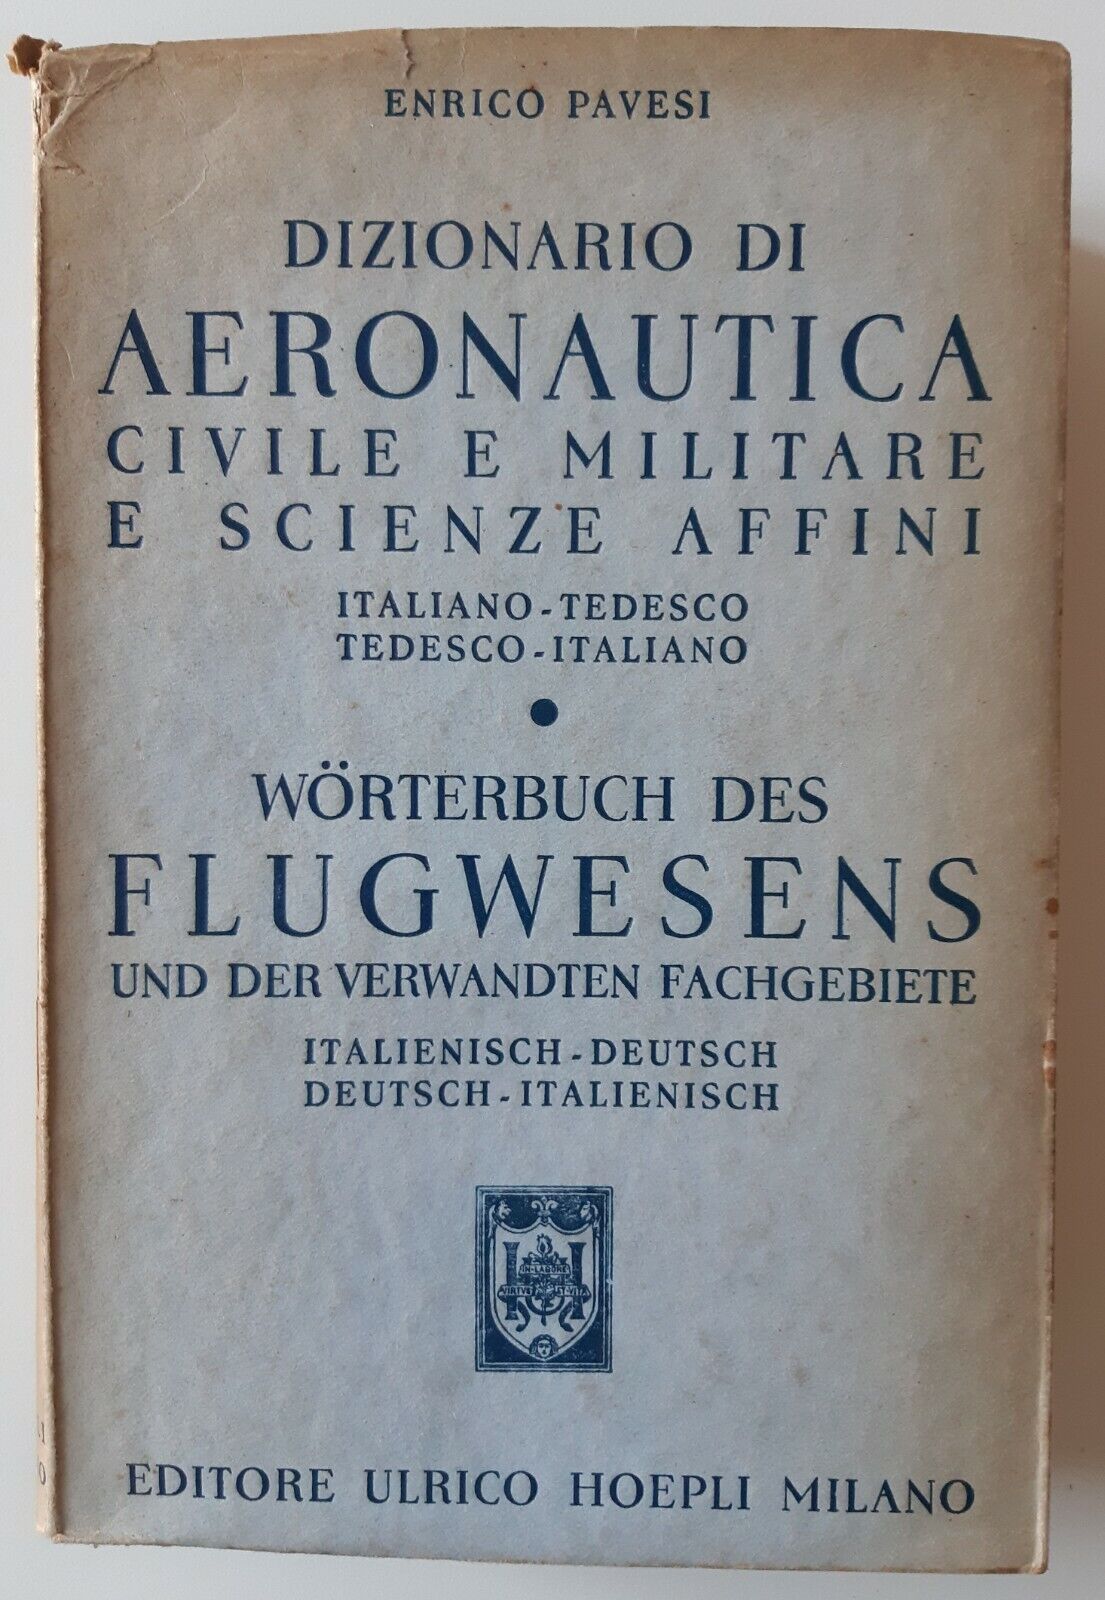 ENRICO PAVESI
DIZIONARIO DI
AERONAUTICA
CIVILE E MILITARE
E SCIENZE AFFINI
ITALIANO-TEDESCO
TEDESCO-ITALIANO
WÖRTERBUCH DES
FLUGWESENS
UND DER VERWANDTEN FACHGEBIETE
ITALIENISCH-DEUTSCH
DEUTSCH-ITALIENISCH
IN·LABORE
VIRTVS ET·VITA
EDITORE ULRICO HOEPLI MILANO